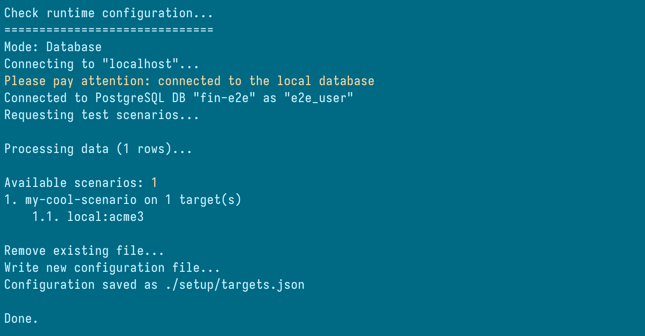 Check runtime configuration...
==============================
Mode: Database
Connecting to "localhost"...
Please pay attention: connected to the local database
Connected to PostgreSQL DB "fin-e2e" as "e2e_user"
Requesting test scenarios...
Processing data (1 rows)...
Available scenarios: 1
1. my-cool-scenario on 1 target(s)
1.1. local:acme3
Remove existing file...
Write new configuration file...
Configuration saved as ./setup/targets.json
Done.